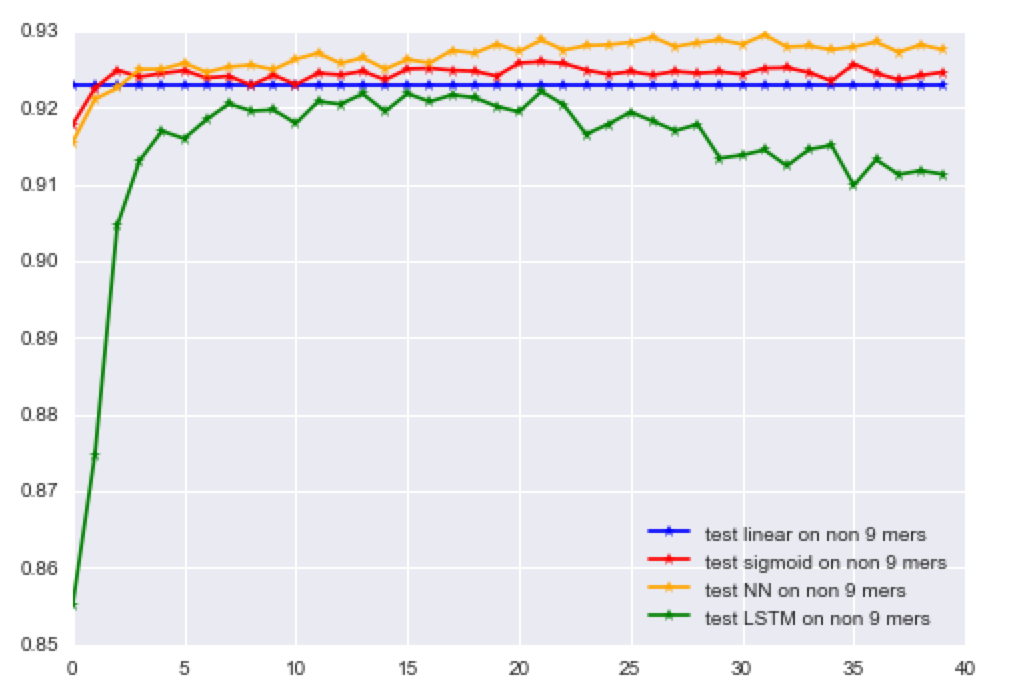 0.93
0.92
0.91
0.90
0.89
0.88
0.87
0.86
0.85
0 5 10 15 20 25 30 35 40
test linear on non 9 mers
test sigmoid on non 9 mers
test NN on non 9 mers
test LSTM on non 9 mers